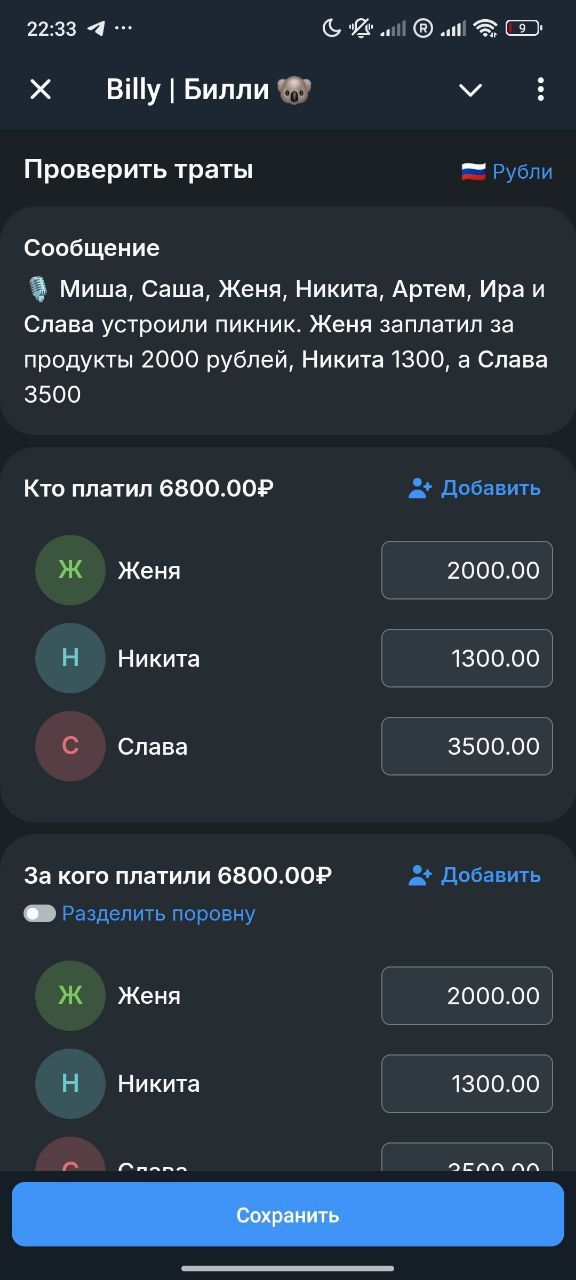 22:33
R
9
Billy | Билли
Проверить траты
Рубли
Сообщение
Миша, Саша, Женя, Никита, Артем, Ира и
Слава устроили пикник. Женя заплатил за
продукты 2000 рублей, Никита 1300, а Слава
3500
Кто платил 6800.00₽
Добавить
Ж
Женя
2000.00
Н
Никита
1300.00
С
Слава
3500.00
За кого платили 6800.00₽
Добавить
Разделить поровну
Ж
Женя
2000.00
Н
Никита
1300.00
С
Слава
3500.00
Сохранить